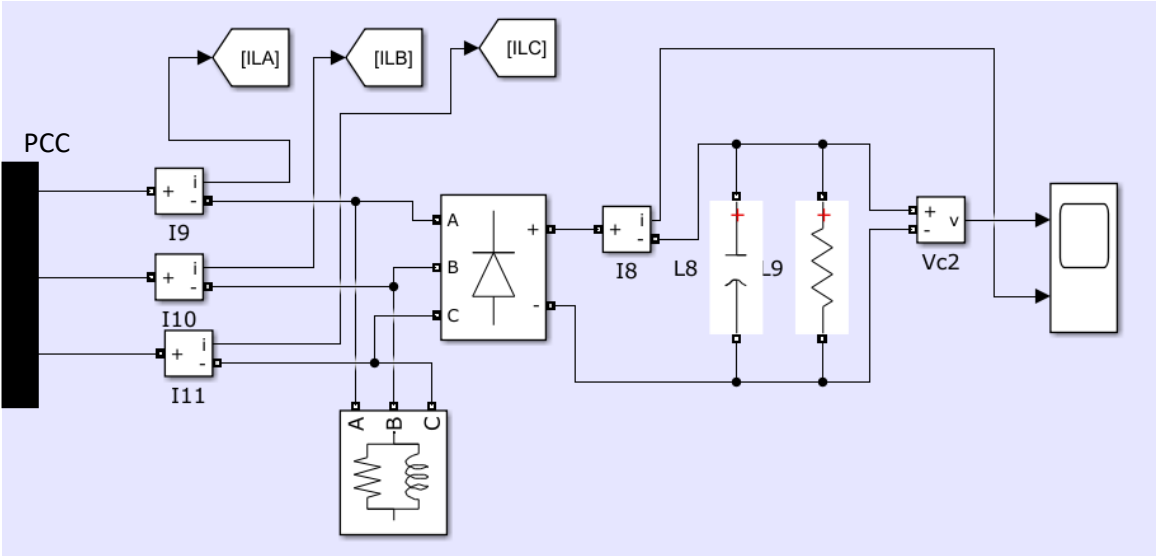 [ILA]
[ILB]
[ILC]
PCC
+ i -
I9
+ i -
I10
+ i -
I11
A
B
C
+
-
+ i -
I8
+
L8
+
L9
+
-
v
Vc2
A B C